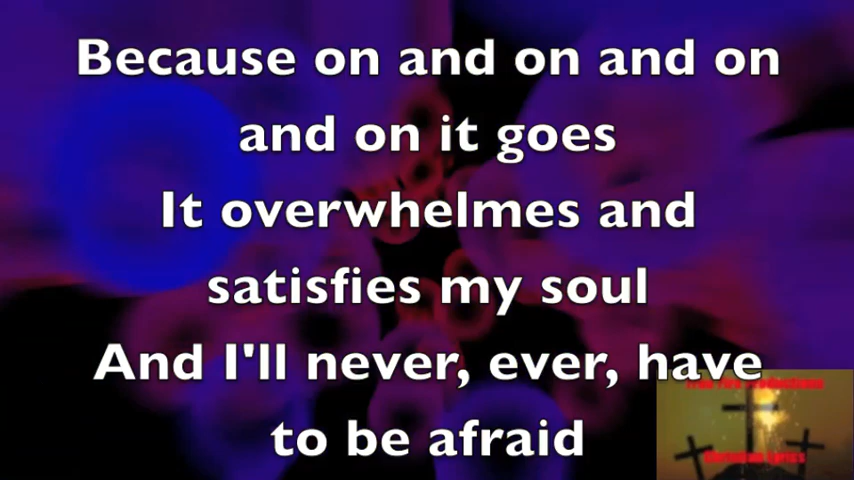 Because on and on and on
and on it goes
It overwhelmes and
satisfies my soul
And I'll never, ever, have
to be afraid